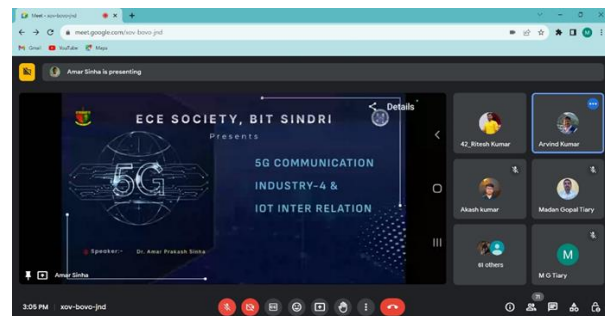 Meet - xov-bovo-jnd
meet.google.com/xov-bovo-jnd
Gmail
YouTube
Maps
Amar Sinha is presenting
Details
ECE SOCIETY, BIT SINDRI
Presents
5G
5G COMMUNICATION
INDUSTRY-4 &
IOT INTER RELATION
Speaker:- Dr. Amar Prakash Sinha
Amar Sinha
42_Ritesh Kumar
Arvind Kumar
Akash kumar
Madan Gopal Tiary
61 others
M
M G Tiary
3:05 PM | xov-bovo-jnd